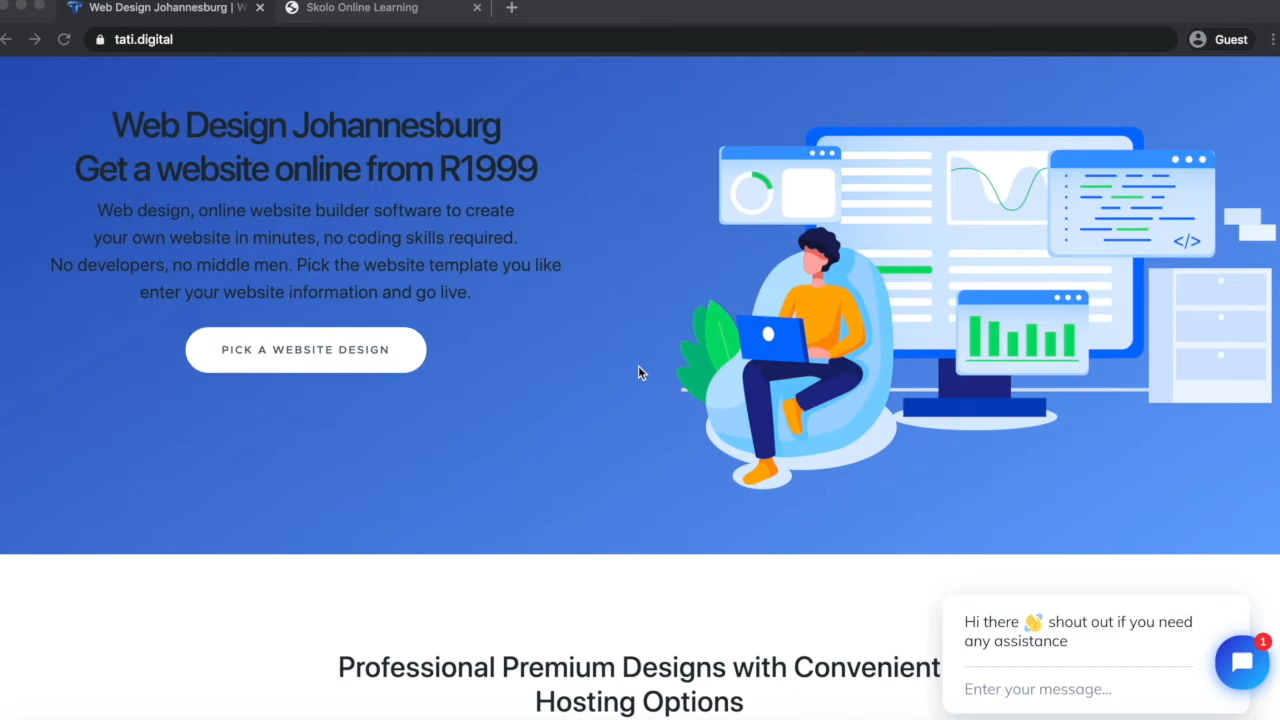 Web Design Johannesburg | W
Skolo Online Learning
tati.digital
Guest
Web Design Johannesburg
Get a website online from R1999
Web design, online website builder software to create
your own website in minutes, no coding skills required.
No developers, no middle men. Pick the website template you like
enter your website information and go live.
PICK A WEBSITE DESIGN
</>
Professional Premium Designs with Convenient
Hosting Options
Hi there 👋 shout out if you need
any assistance
Enter your message...
1